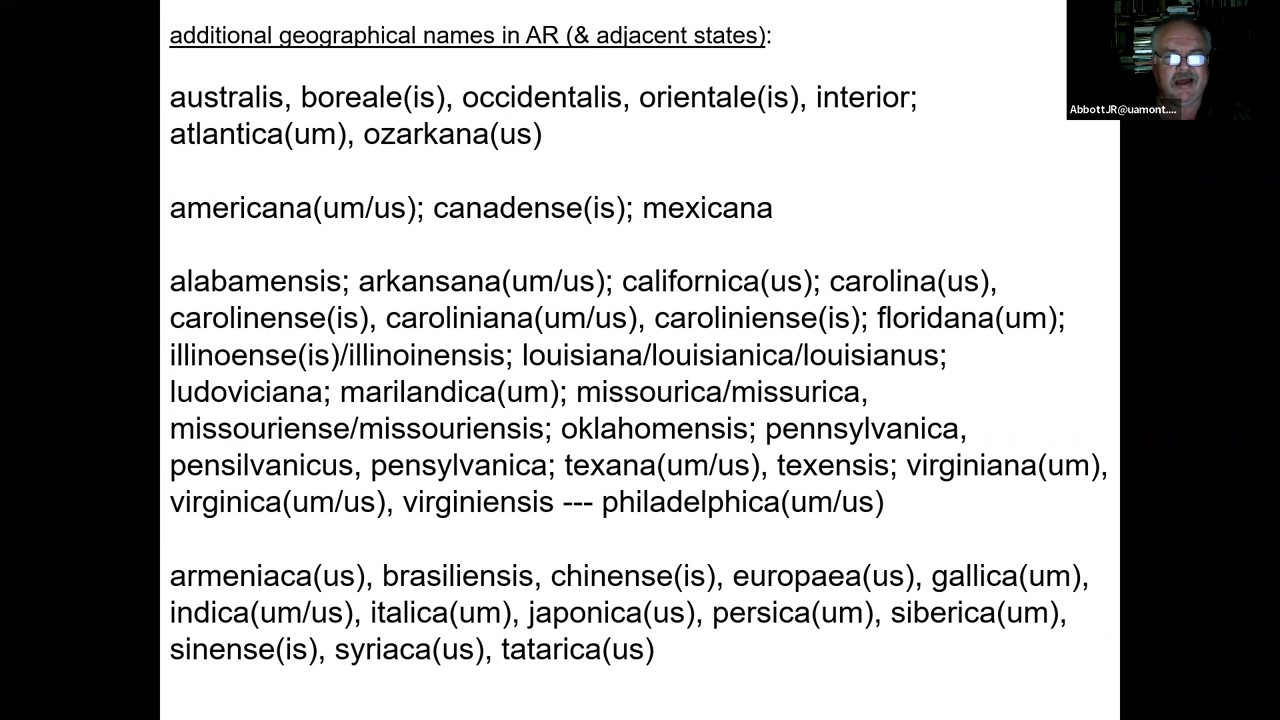 additional geographical names in AR (& adjacent states):
AbbottJR@uamont....
australis, boreale(is), occidentalis, orientale(is), interior;
atlantica(um), ozarkana(us)
americana(um/us); canadense(is); mexicana
alabamensis; arkansana(um/us); californica(us); carolina(us),
carolinense(is), caroliniana(um/us), caroliniense(is); floridana(um);
illinoense(is)/illinoinensis; louisiana/louisianica/louisianus;
ludoviciana; marilandica(um); missourica/missurica,
missouriense/missouriensis; oklahomensis; pennsylvanica,
pensilvanicus, pensylvanica; texana(um/us), texensis; virginiana(um),
virginica(um/us), virginiensis --- philadelphica(um/us)
armeniaca(us), brasiliensis, chinense(is), europaea(us), gallica(um),
indica(um/us), italica(um), japonica(us), persica(um), siberica(um),
sinense(is), syriaca(us), tatarica(us)